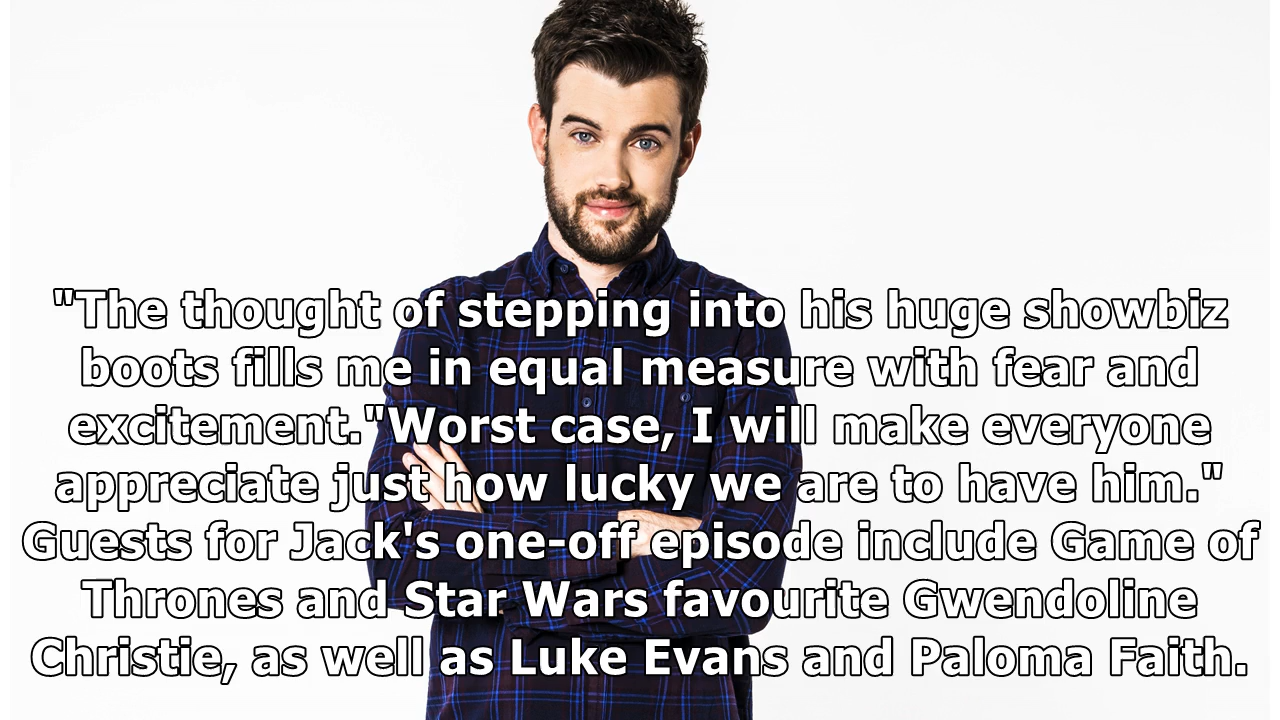 "The thought of stepping into his huge showbiz
boots fills me in equal measure with fear and
excitement."Worst case, I will make everyone
appreciate just how lucky we are to have him."
Guests for Jack's one-off episode include Game of
Thrones and Star Wars favourite Gwendoline
Christie, as well as Luke Evans and Paloma Faith.